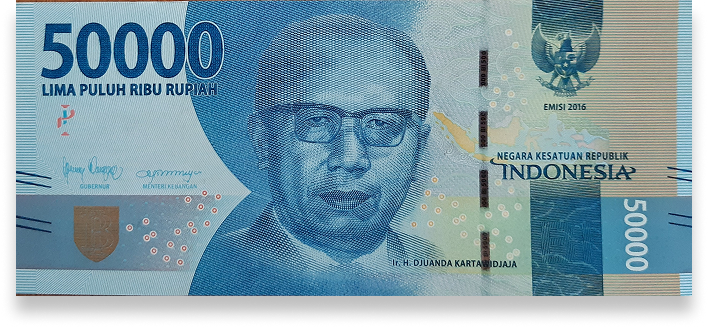 50000
LIMA PULUH RIBU RUPIAH
EMISI 2016
NEGARA KESATUAN REPUBLIK
INDONESIA
GUBERNUR
MENTERI KEUANGAN
50000
Ir. H. DJUANDA KARTAWIDJAJA